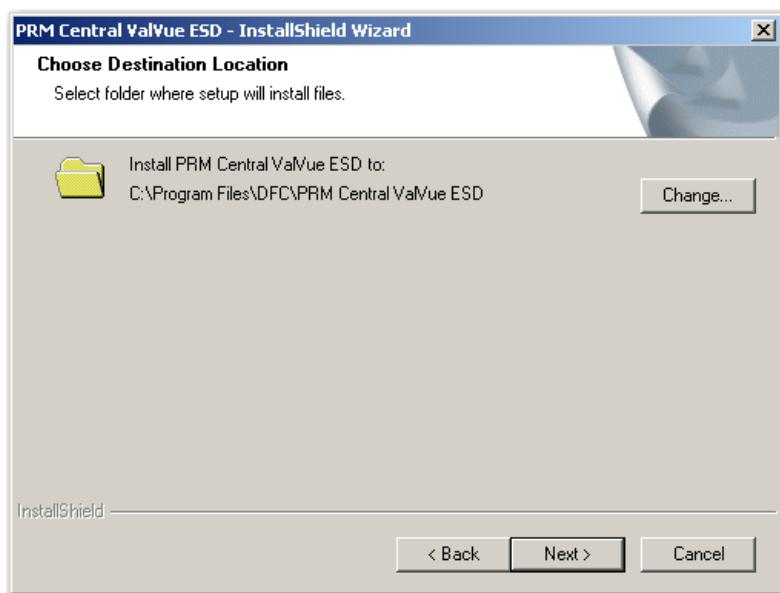 PRM Central ValVue ESD - InstallShield Wizard
Choose Destination Location
Select folder where setup will install files.
Install PRM Central ValVue ESD to:
C:\Program Files\DFC\PRM Central ValVue ESD
Change...
InstallShield
< Back
Next >
Cancel